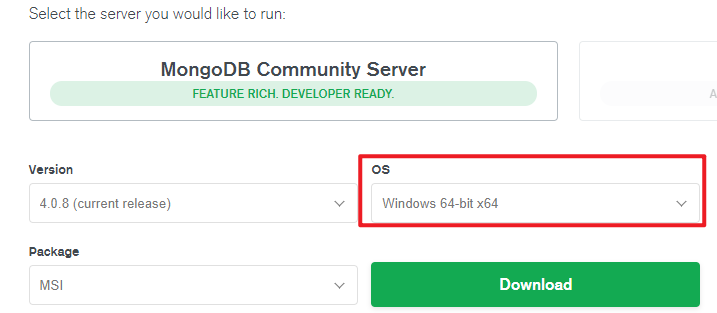 Select the server you would like to run:
MongoDB Community Server
FEATURE RICH. DEVELOPER READY.
A
Version
OS
4.0.8 (current release)
Windows 64-bit x64
Package
MSI
Download